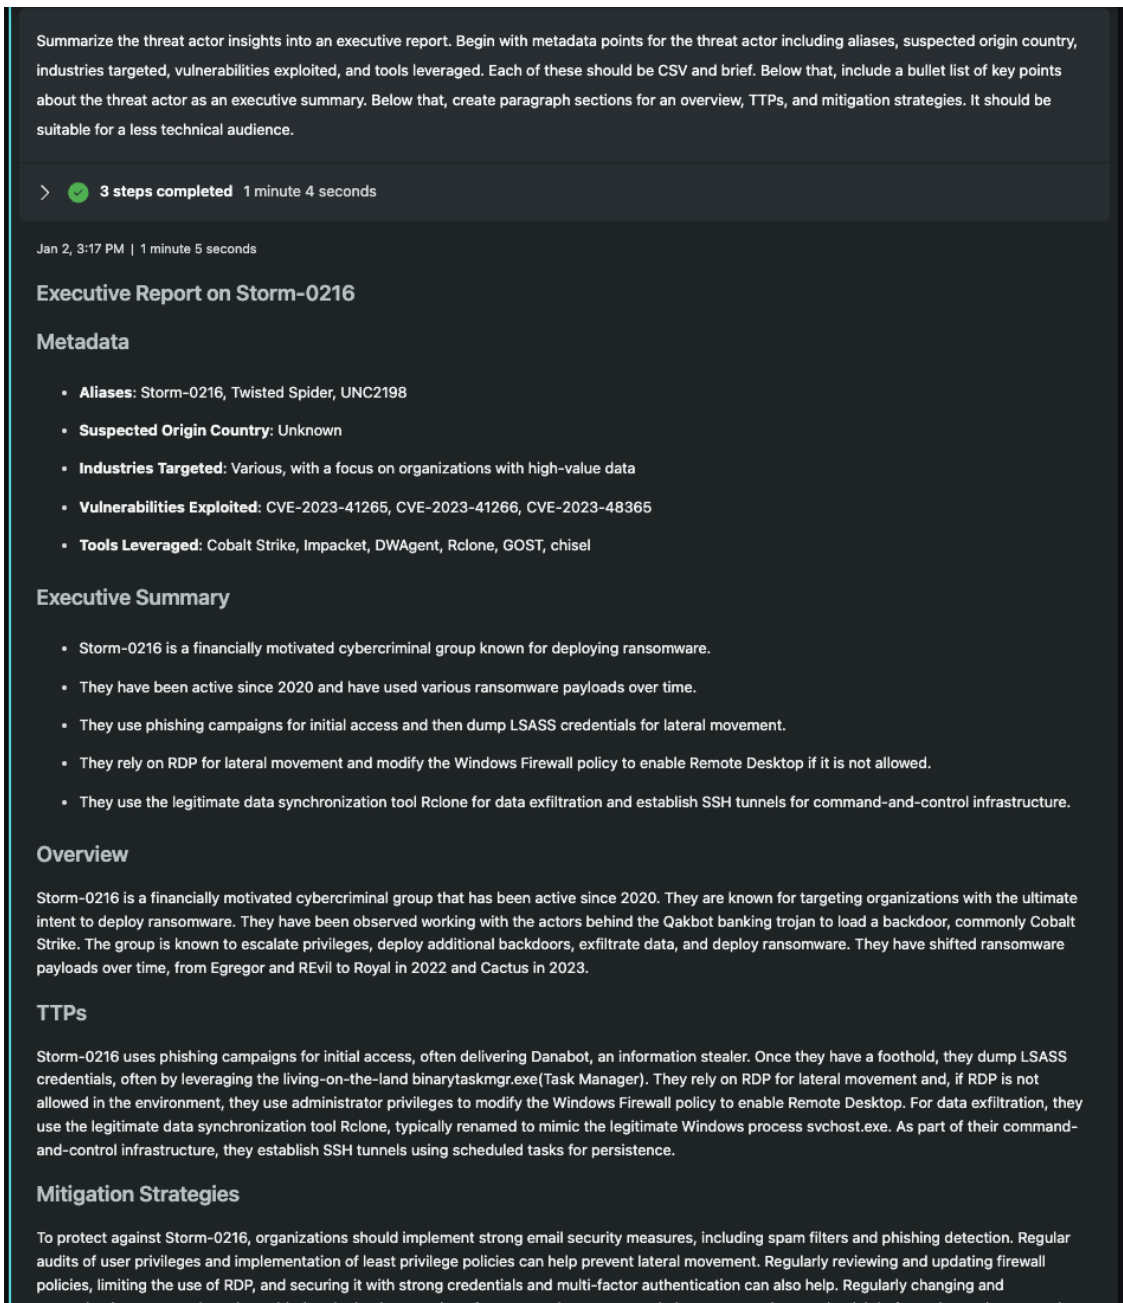 Summarize the threat actor insights into an executive report. Begin with metadata points for the threat actor including aliases, suspected origin country,
industries targeted, vulnerabilities exploited, and tools leveraged. Each of these should be CSV and brief. Below that, include a bullet list of key points
about the threat actor as an executive summary. Below that, create paragraph sections for an overview, TTPs, and mitigation strategies. It should be
suitable for a less technical audience.
3 steps completed 1 minute 4 seconds
Jan 2, 3:17 PM | 1 minute 5 seconds
Executive Report on Storm-0216
Metadata
• Aliases: Storm-0216, Twisted Spider, UNC2198
• Suspected Origin Country: Unknown
• Industries Targeted: Various, with a focus on organizations with high-value data
• Vulnerabilities Exploited: CVE-2023-41265, CVE-2023-41266, CVE-2023-48365
• Tools Leveraged: Cobalt Strike, Impacket, DWAgent, Rclone, GOST, chisel
Executive Summary
• Storm-0216 is a financially motivated cybercriminal group known for deploying ransomware.
• They have been active since 2020 and have used various ransomware payloads over time.
• They use phishing campaigns for initial access and then dump LSASS credentials for lateral movement.
• They rely on RDP for lateral movement and modify the Windows Firewall policy to enable Remote Desktop if it is not allowed.
• They use the legitimate data synchronization tool Rclone for data exfiltration and establish SSH tunnels for command-and-control infrastructure.
Overview
Storm-0216 is a financially motivated cybercriminal group that has been active since 2020. They are known for targeting organizations with the ultimate
intent to deploy ransomware. They have been observed working with the actors behind the Qakbot banking trojan to load a backdoor, commonly Cobalt
Strike. The group is known to escalate privileges, deploy additional backdoors, exfiltrate data, and deploy ransomware. They have shifted ransomware
payloads over time, from Egregor and REvil to Royal in 2022 and Cactus in 2023.
TTPs
Storm-0216 uses phishing campaigns for initial access, often delivering Danabot, an information stealer. Once they have a foothold, they dump LSASS
credentials, often by leveraging the living-on-the-land binarytaskmgr.exe(Task Manager). They rely on RDP for lateral movement and, if RDP is not
allowed in the environment, they use administrator privileges to modify the Windows Firewall policy to enable Remote Desktop. For data exfiltration, they
use the legitimate data synchronization tool Rclone, typically renamed to mimic the legitimate Windows process svchost.exe. As part of their command-
and-control infrastructure, they establish SSH tunnels using scheduled tasks for persistence.
Mitigation Strategies
To protect against Storm-0216, organizations should implement strong email security measures, including spam filters and phishing detection. Regular
audits of user privileges and implementation of least privilege policies can help prevent lateral movement. Regularly reviewing and updating firewall
policies, limiting the use of RDP, and securing it with strong credentials and multi-factor authentication can also help. Regularly changing and